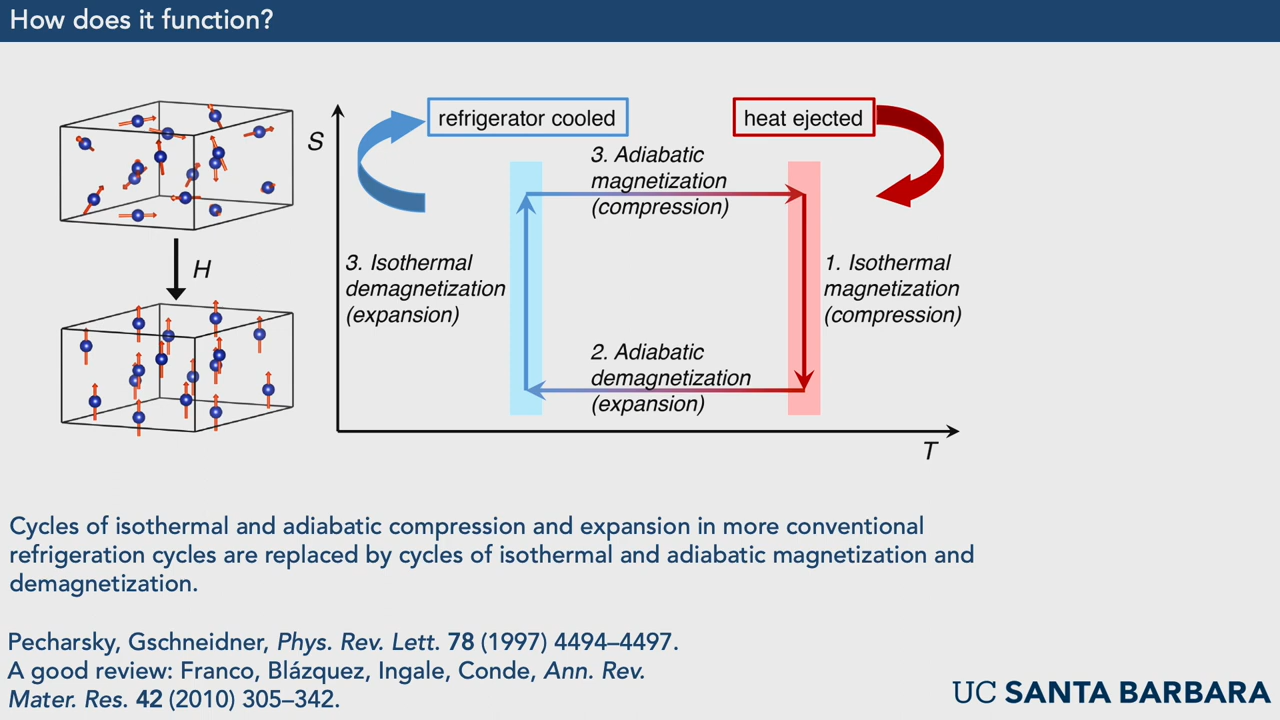 How does it function?
refrigerator cooled
heat ejected
S
3. Adiabatic
magnetization
(compression)
H
3. Isothermal
demagnetization
(expansion)
1. Isothermal
magnetization
(compression)
2. Adiabatic
demagnetization
(expansion)
T
Cycles of isothermal and adiabatic compression and expansion in more conventional
refrigeration cycles are replaced by cycles of isothermal and adiabatic magnetization and
demagnetization.
Pecharsky, Gschneidner, Phys. Rev. Lett. 78 (1997) 4494–4497.
A good review: Franco, Blázquez, Ingale, Conde, Ann. Rev.
Mater. Res. 42 (2010) 305–342.
UC SANTA BARBARA